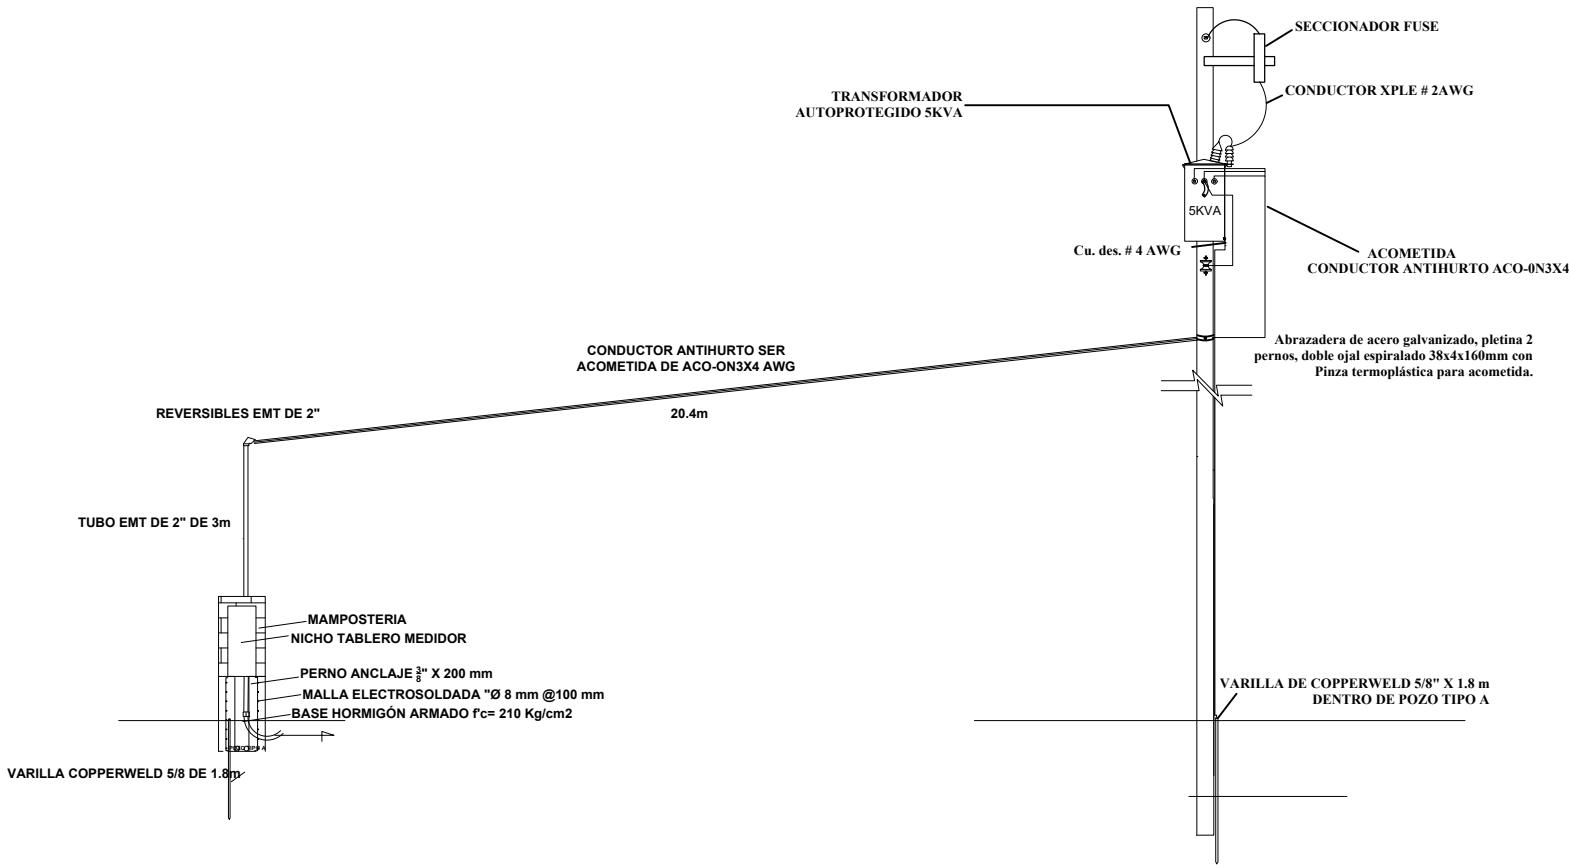 SECCIONADOR FUSE
CONDUCTOR XPLE # 2AWG
TRANSFORMADOR
AUTOPROTEGIDO 5KVA
5KVA
Cu. des. # 4 AWG
ACOMETIDA
CONDUCTOR ANTIHURTO ACO-0N3X4
Abrazadera de acero galvanizado, pletina 2
pernos, doble ojal espiralado 38x4x160mm con
Pinza termoplástica para acometida.
CONDUCTOR ANTIHURTO SER
ACOMETIDA DE ACO-ON3X4 AWG
20.4m
REVERSIBLES EMT DE 2"
TUBO EMT DE 2" DE 3m
MAMPOSTERIA
NICHO TABLERO MEDIDOR
PERNO ANCLAJE 3/8" X 200 mm
MALLA ELECTROSOLDADA "Ø 8 mm @100 mm
BASE HORMIGÓN ARMADO f'c= 210 Kg/cm2
VARILLA COPPERWELD 5/8 DE 1.8m
VARILLA DE COPPERWELD 5/8" X 1.8 m
DENTRO DE POZO TIPO A